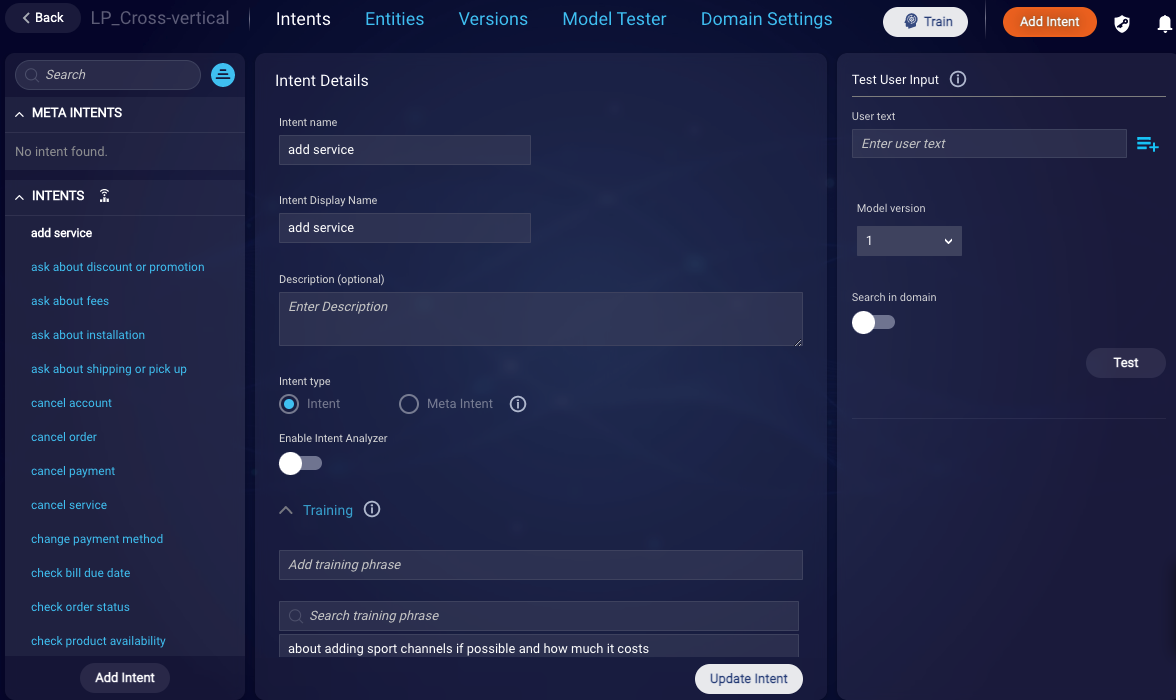 Back
LP_Cross-vertical
Intents
Entities
Versions
Model Tester
Domain Settings
Train
Add Intent
Search
META INTENTS
No intent found.
INTENTS
add service
ask about discount or promotion
ask about fees
ask about installation
ask about shipping or pick up
cancel account
cancel order
cancel payment
cancel service
change payment method
check bill due date
check order status
check product availability
Add Intent
Intent Details
Intent name
add service
Intent Display Name
add service
Description (optional)
Enter Description
Intent type
Intent
Meta Intent
Enable Intent Analyzer
Training
Add training phrase
Search training phrase
about adding sport channels if possible and how much it costs
Update Intent
Test User Input
User text
Enter user text
Model version
1
Search in domain
Test